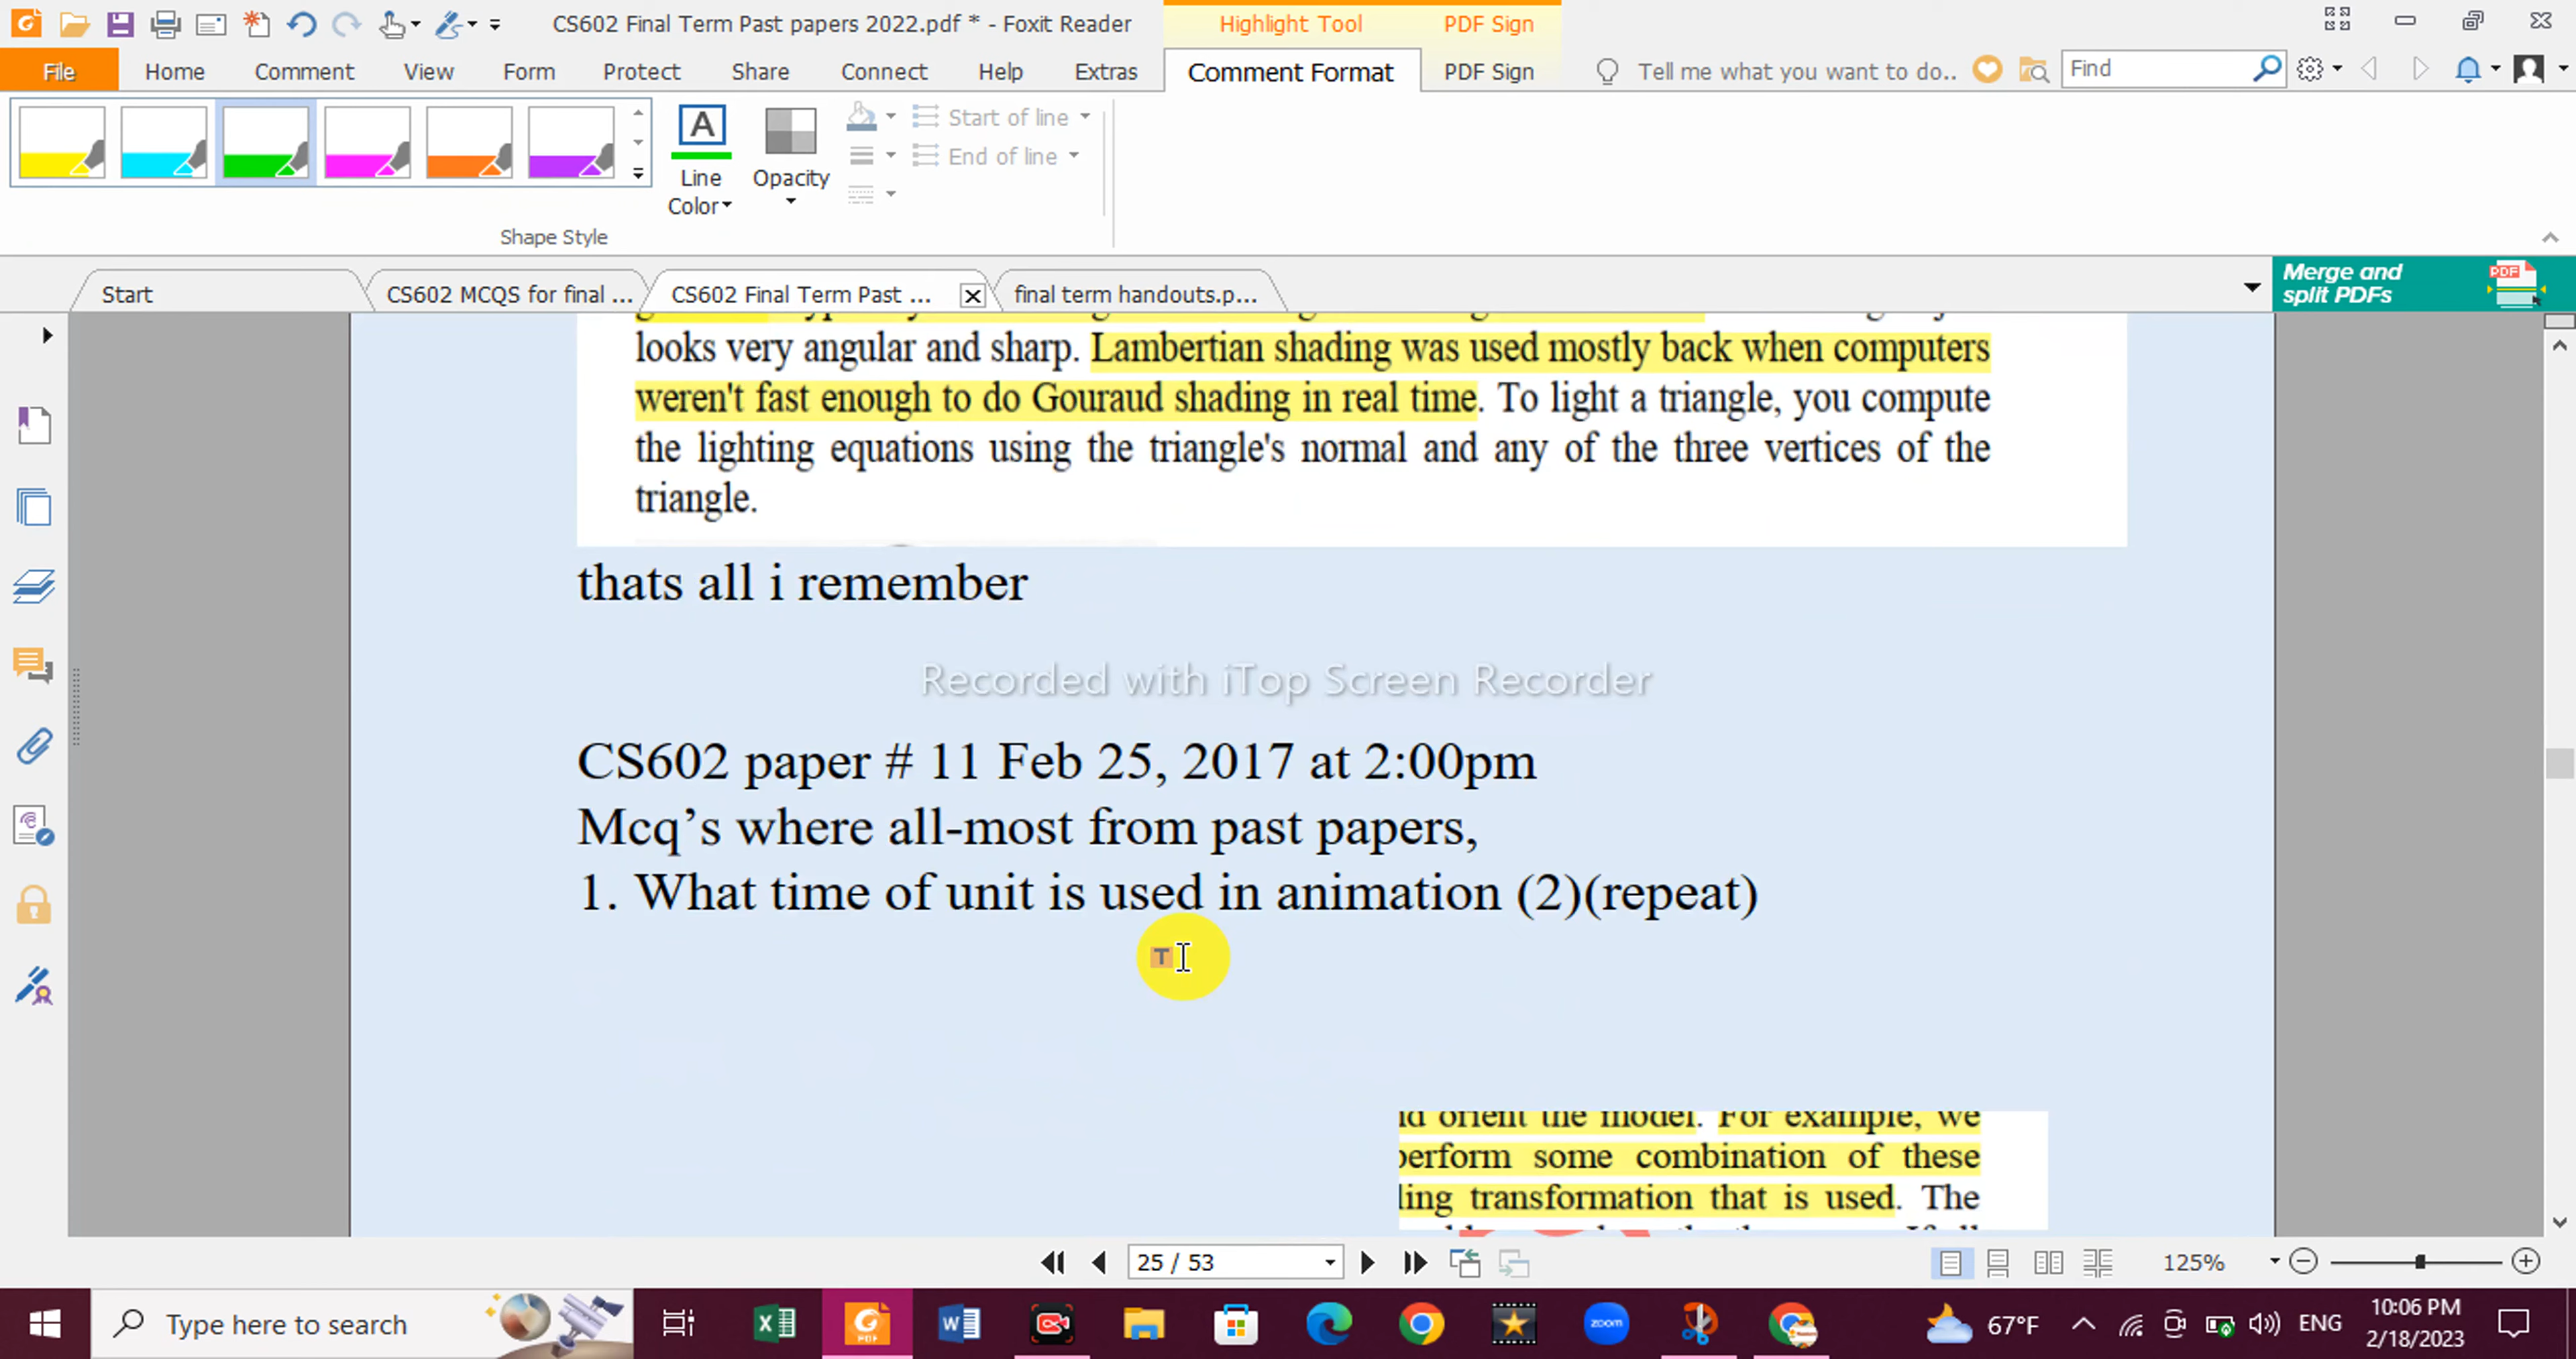 CS602 Final Term Past papers 2022.pdf * - Foxit Reader
Highlight Tool
PDF Sign
File
Home
Comment
View
Form
Protect
Share
Connect
Help
Extras
Comment Format
PDF Sign
Tell me what you want to do..
Find
Line
Color
Opacity
Start of line
End of line
Shape Style
Start
CS602 MCQS for final ...
CS602 Final Term Past ...
final term handouts.p...
Merge and
split PDFs
looks very angular and sharp. Lambertian shading was used mostly back when computers
weren't fast enough to do Gouraud shading in real time. To light a triangle, you compute
the lighting equations using the triangle's normal and any of the three vertices of the
triangle.
thats all i remember
Recorded with iTop Screen Recorder
CS602 paper # 11 Feb 25, 2017 at 2:00pm
Mcq’s where all-most from past papers,
1. What time of unit is used in animation (2)(repeat)
T
orient the model. For example, we
perform some combination of these
ling transformation that is used. The
25 / 53
125%
Type here to search
zoom
67°F
ENG
10:06 PM
2/18/2023